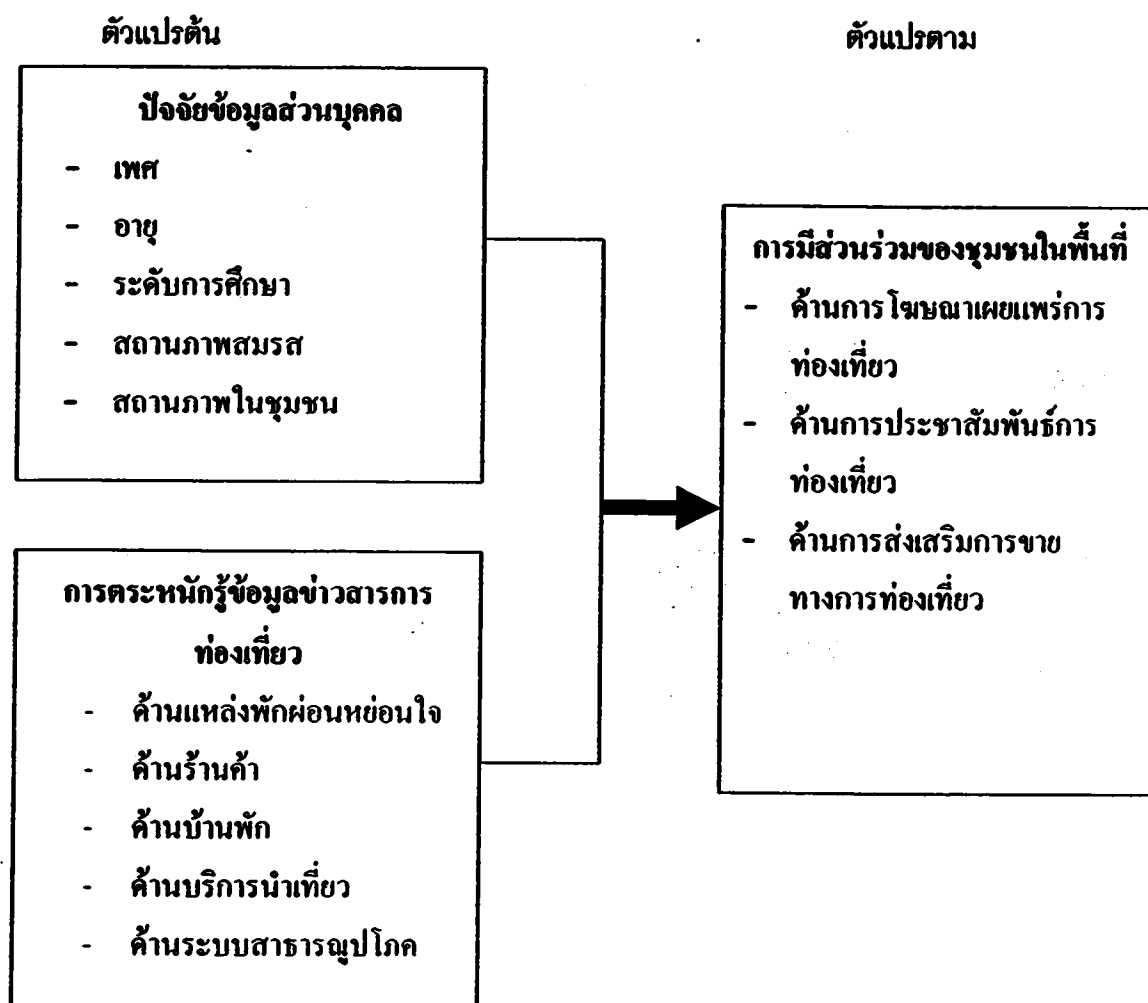 ตัวแปรต้น
ตัวแปรตาม
ปัจจัยข้อมูลส่วนบุคคล
- เพศ
- อายุ
- ระดับการศึกษา
- สถานภาพสมรส
- สถานภาพในชุมชน
การตระหนักรู้ข้อมูลข่าวสารการ
ท่องเที่ยว
- ด้านแหล่งพักผ่อนหย่อนใจ
- ด้านร้านค้า
- ด้านบ้านพัก
- ด้านบริการนำเที่ยว
- ด้านระบบสาธารณูปโภค
การมีส่วนร่วมของชุมชนในพื้นที่
- ด้านการโฆษณาเผยแพร่การ
ท่องเที่ยว
- ด้านการประชาสัมพันธ์การ
ท่องเที่ยว
- ด้านการส่งเสริมการขาย
ทางการท่องเที่ยว